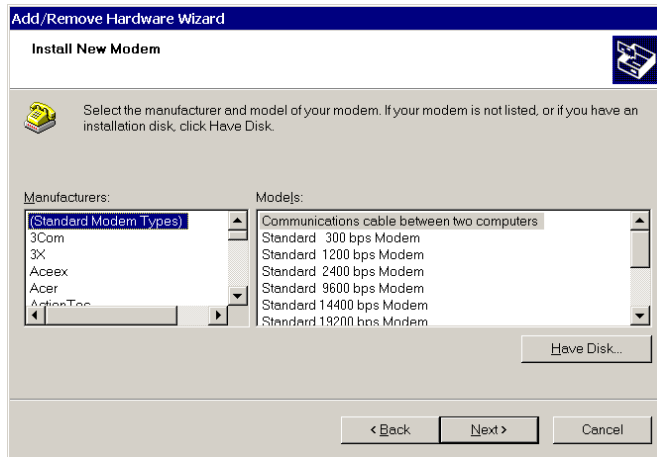 Add/Remove Hardware Wizard
Install New Modem
Select the manufacturer and model of your modem. If your modem is not listed, or if you have an
installation disk, click Have Disk.
Manufacturers:
(Standard Modem Types)
3Com
3X
Aceex
Acer
ActionTec
Models:
Communications cable between two computers
Standard 300 bps Modem
Standard 1200 bps Modem
Standard 2400 bps Modem
Standard 9600 bps Modem
Standard 14400 bps Modem
Standard 19200 bps Modem
Have Disk...
< Back
Next >
Cancel